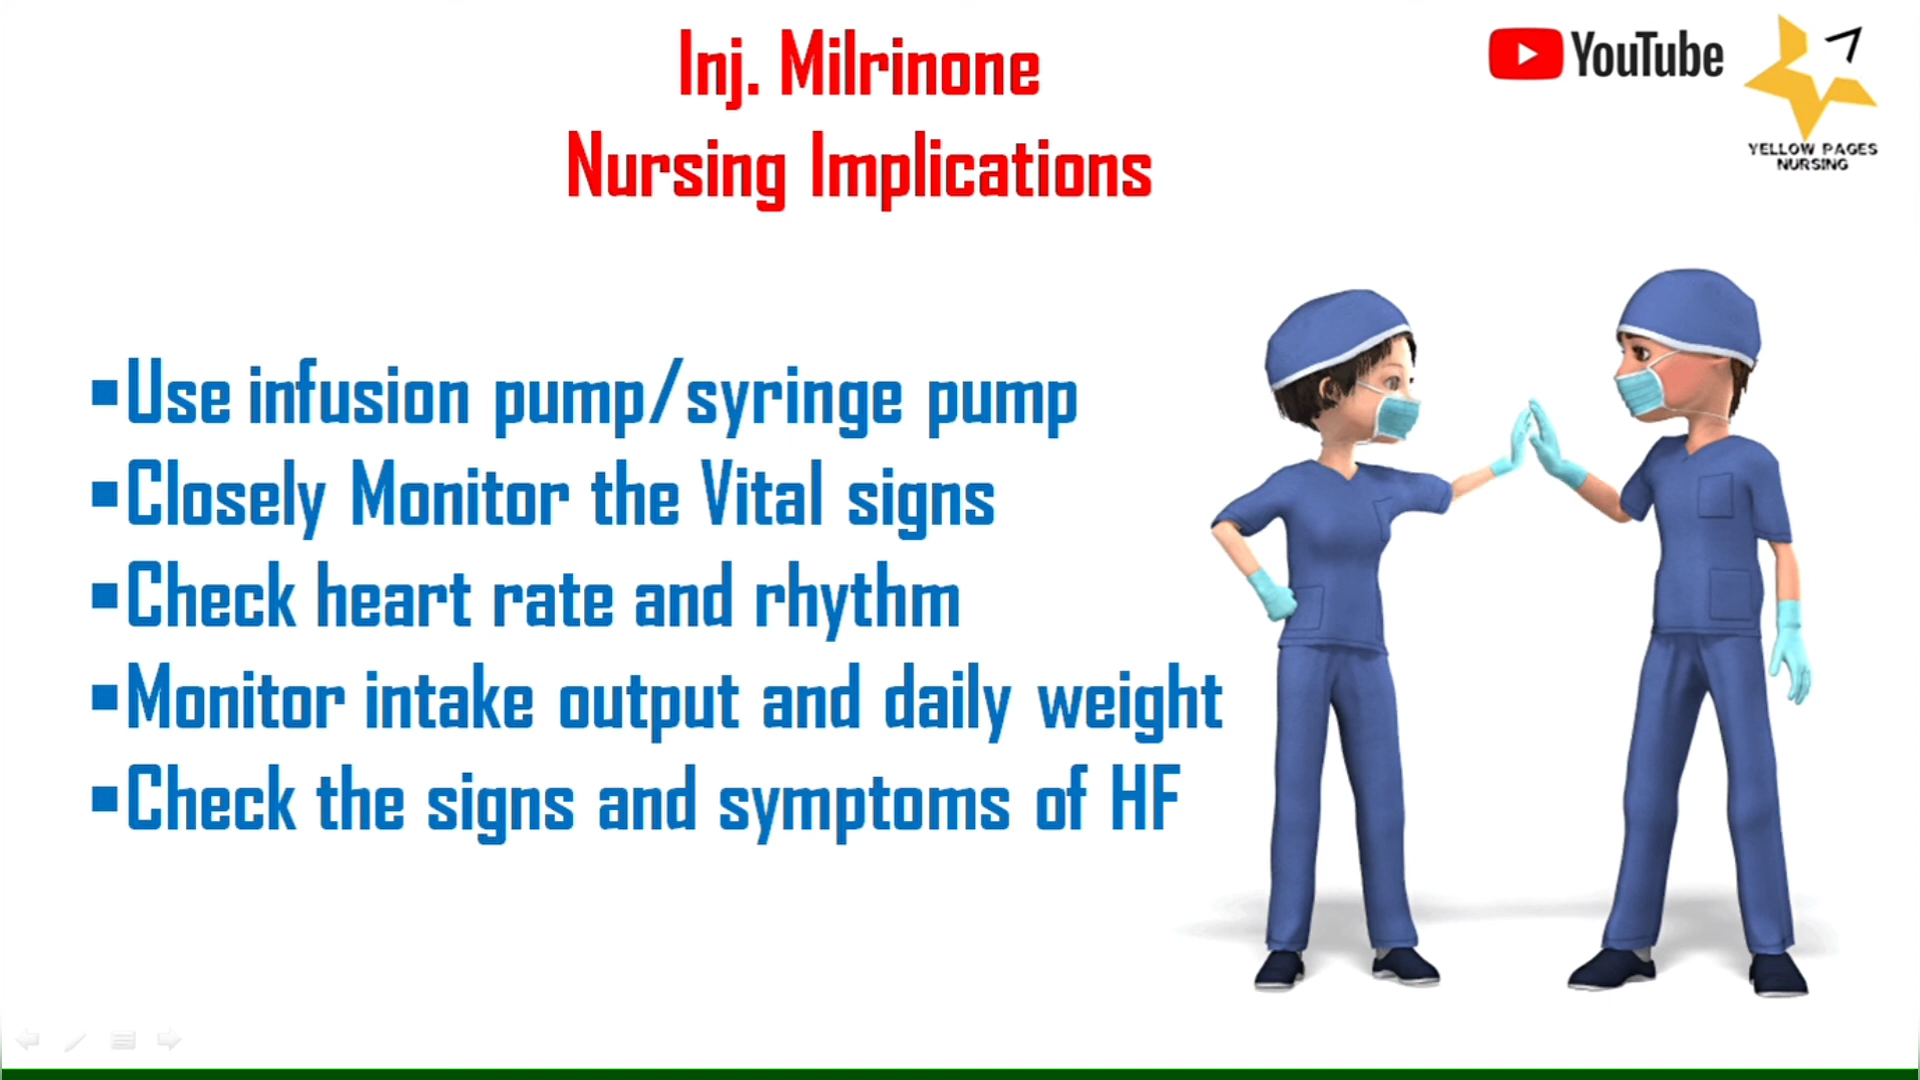 Inj. Milrinone
Nursing Implications
YouTube
YELLOW PAGES
NURSING
▪Use infusion pump/syringe pump
▪Closely Monitor the Vital signs
▪Check heart rate and rhythm
▪Monitor intake output and daily weight
▪Check the signs and symptoms of HF